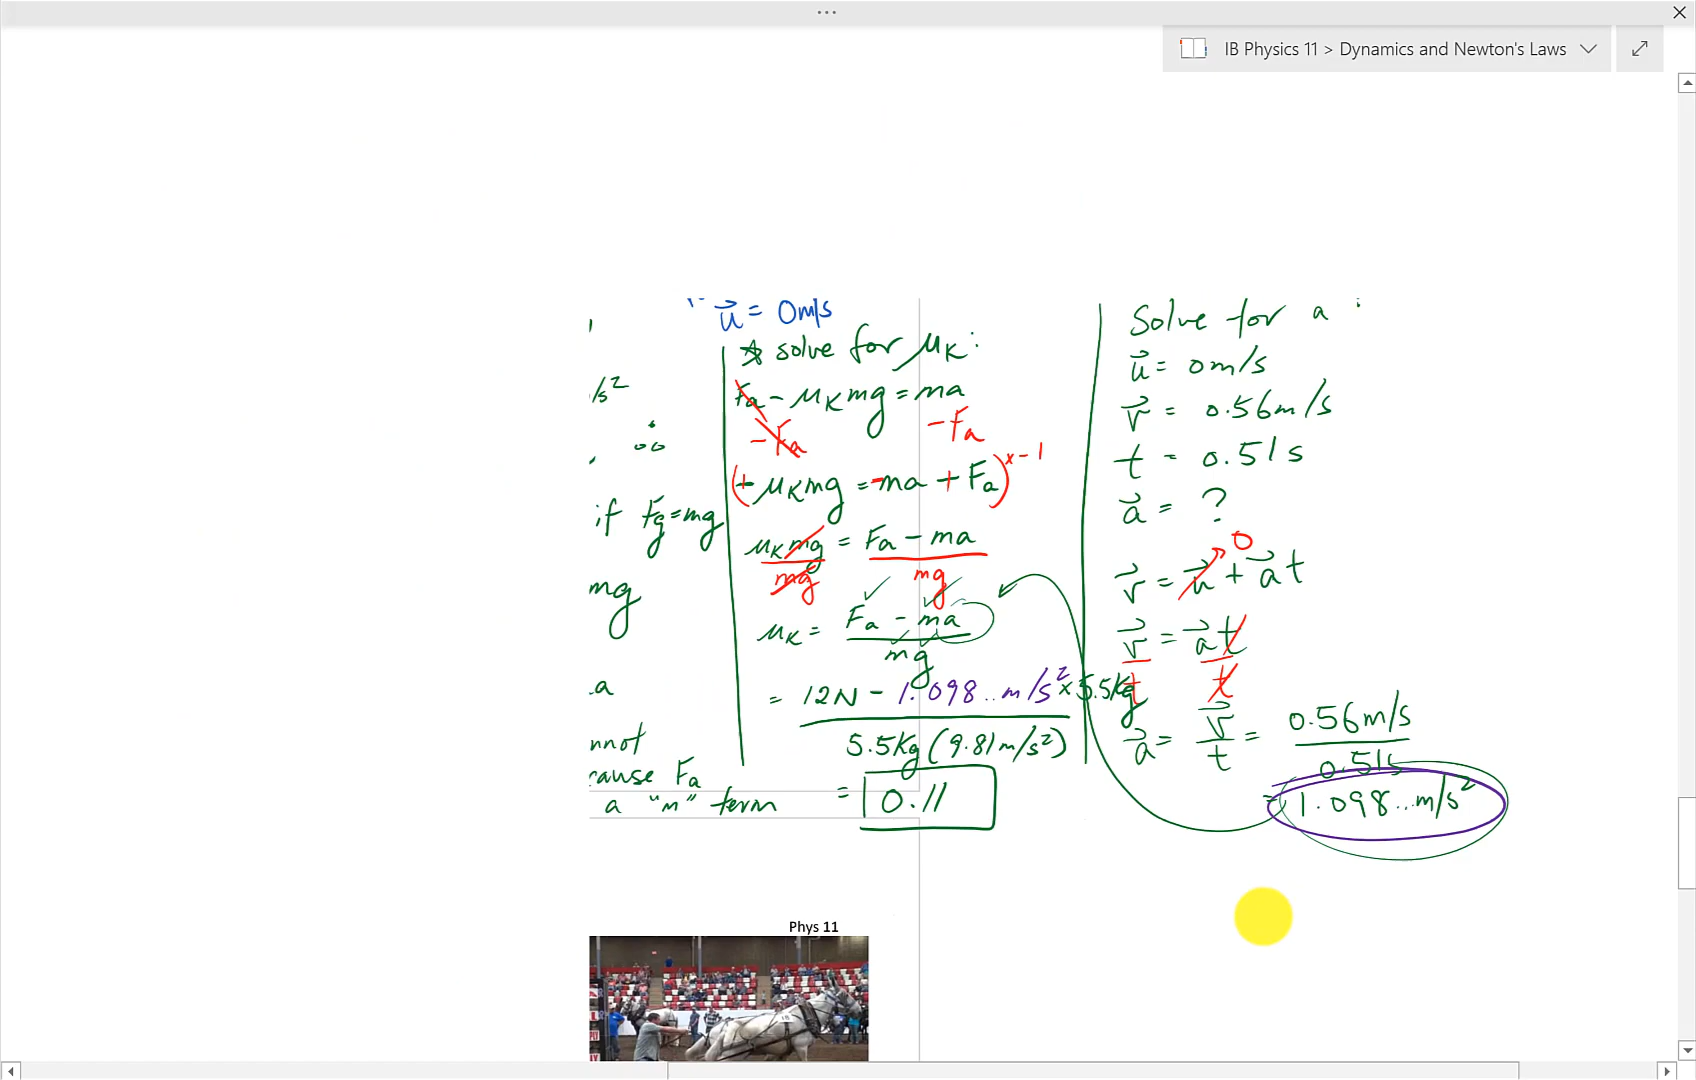 IB Physics 11 > Dynamics and Newton's Laws
u⃗ = 0m/s
/s²
∴
if Fg=mg
mg
a
nnot
cause Fa
a "m" term
☆ solve for μK:
Fa - μKmg = ma
-Fa -Fa
(+-μKmg = -ma + Fa)×-1
μKmg = Fa - ma
mg mg
μK = Fa - ma
mg
= 12N - 1.098.. m/s² × 5.5Kg
5.5Kg (9.81m/s²)
= 0.11
Solve for a :
u⃗ = 0m/s
v⃗ = 0.56m/s
t = 0.51s
a⃗ = ?
0
v⃗ = u⃗ + a⃗t
v⃗ = a⃗t
t t
a⃗ = v⃗ = 0.56m/s
t 0.51s
= 1.098... m/s²
Phys 11